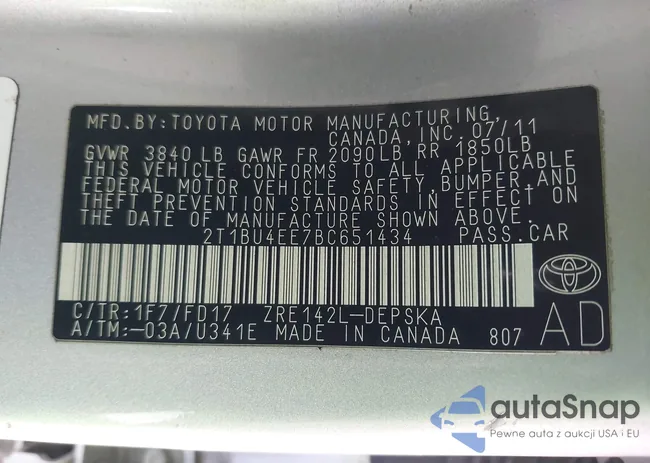 MFD.BY:TOYOTA MOTOR MANUFACTURING,
CANADA,INC.07/11
GVWR 3840 LB GAWR FR 2090LB RR 1850LB
THIS VEHICLE CONFORMS TO ALL APPLICABLE
FEDERAL MOTOR VEHICLE SAFETY,BUMPER,AND
THEFT PREVENTION STANDARDS IN EFFECT ON
THE DATE OF MANUFACTURE SHOWN ABOVE.
2T1BU4EE7BC651434 PASS.CAR
C/TR:1F7/FD17 ZRE142L-DEPSKA
A/TM:-03A/U341E MADE IN CANADA 807 AD
autaSnap
Pewne auta z aukcji USA i EU